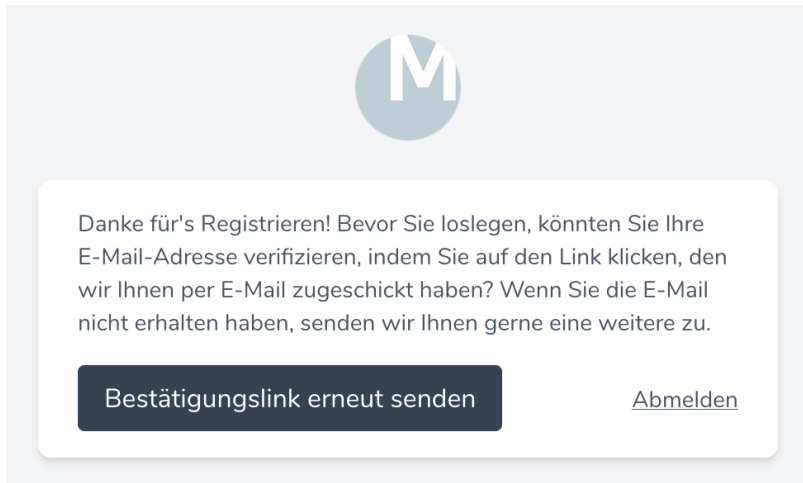 M
Danke für's Registrieren! Bevor Sie loslegen, könnten Sie Ihre
E-Mail-Adresse verifizieren, indem Sie auf den Link klicken, den
wir Ihnen per E-Mail zugeschickt haben? Wenn Sie die E-Mail
nicht erhalten haben, senden wir Ihnen gerne eine weitere zu.
Bestätigungslink erneut senden
Abmelden